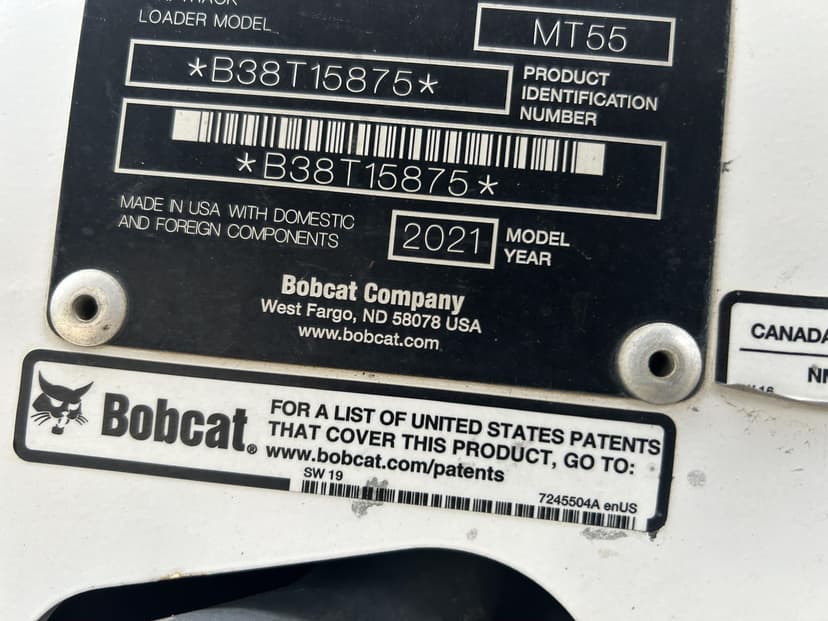 LOADER MODEL
MT55
*B38T15875*
PRODUCT
IDENTIFICATION
NUMBER
*B38T15875*
MADE IN USA WITH DOMESTIC
AND FOREIGN COMPONENTS
2021
MODEL
YEAR
Bobcat Company
West Fargo, ND 58078 USA
www.bobcat.com
CANADA
Bobcat®
FOR A LIST OF UNITED STATES PATENTS
THAT COVER THIS PRODUCT, GO TO:
www.bobcat.com/patents
SW 19
7245504A enUS